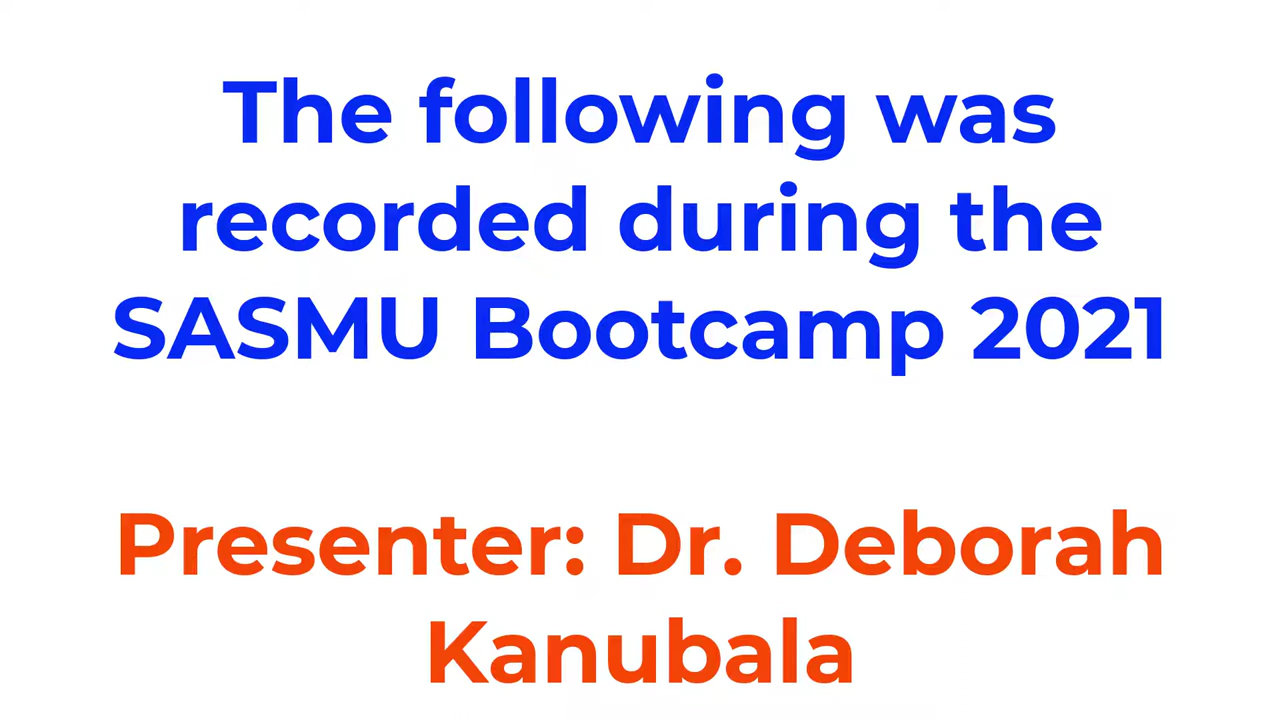 The following was
recorded during the
SASMU Bootcamp 2021
Presenter: Dr. Deborah
Kanubala